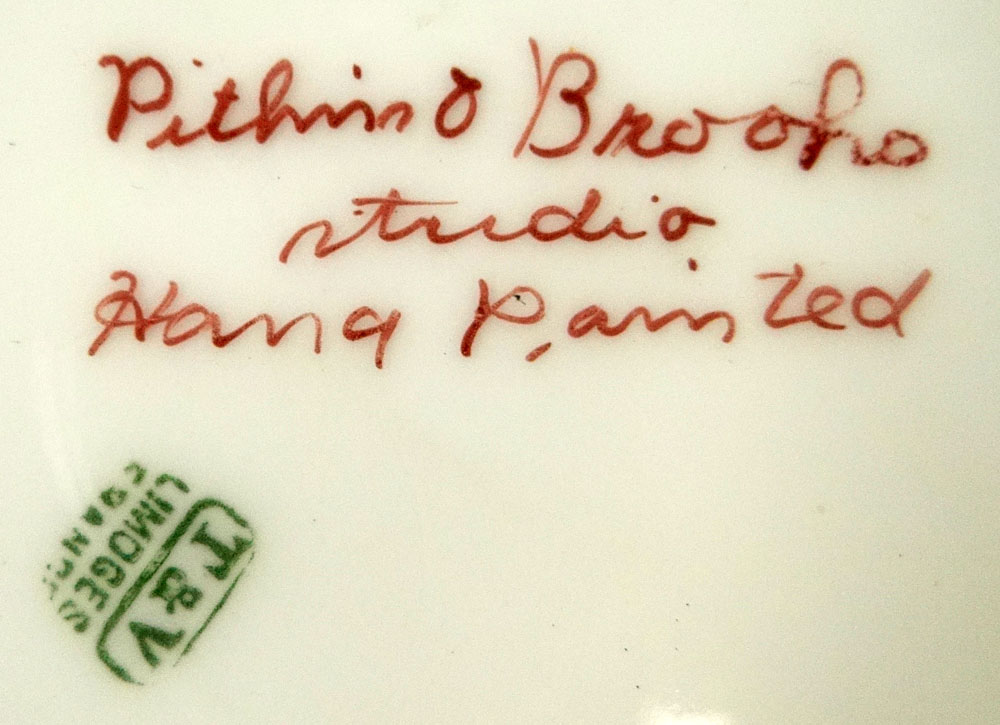 Pitkin & Brooks
studio
Hand Painted
T & V
LIMOGES
FRANCE